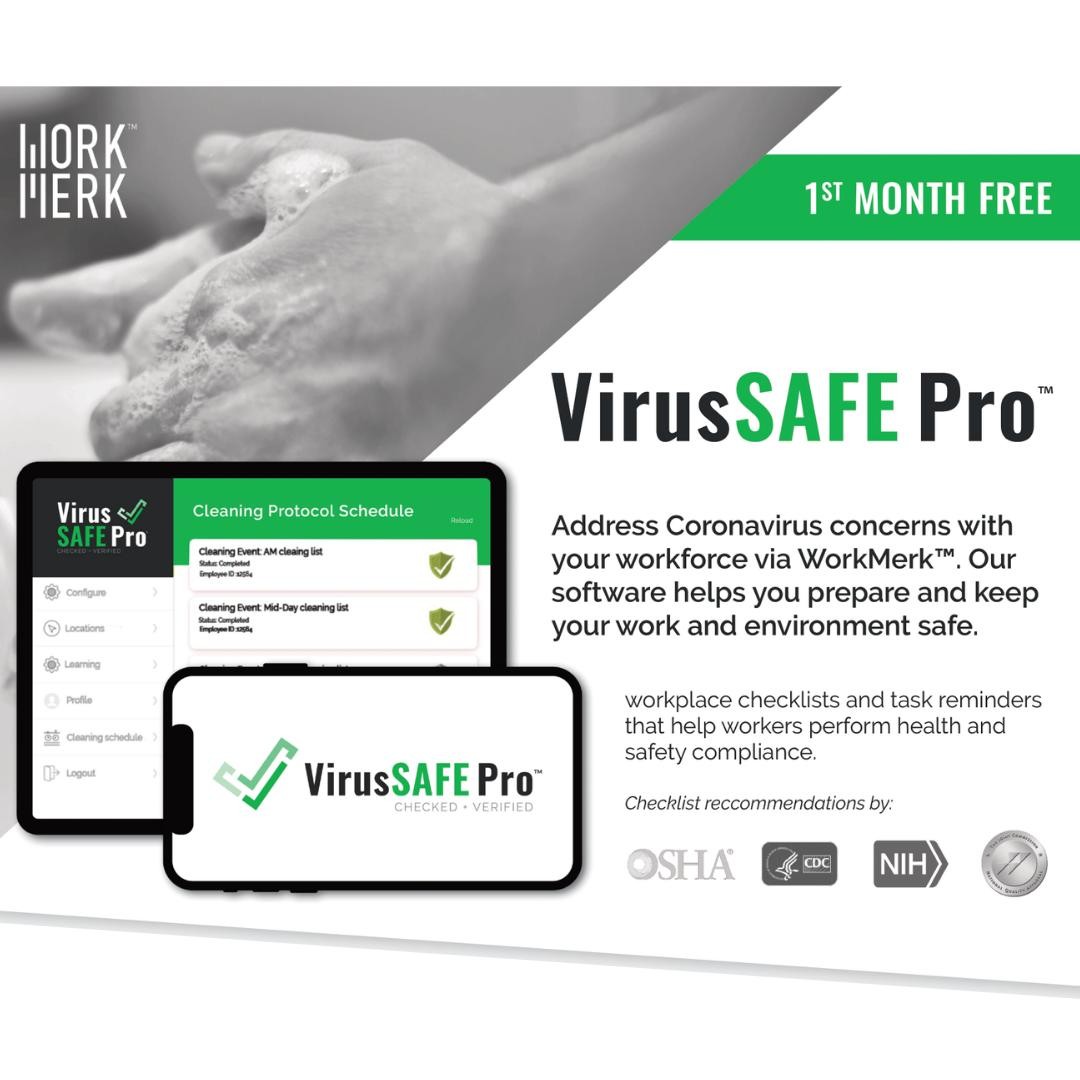 WORK™
MERK
1ST MONTH FREE
VirusSAFE Pro™
Address Coronavirus concerns with
your workforce via WorkMerk™. Our
software helps you prepare and keep
your work and environment safe.
workplace checklists and task reminders
that help workers perform health and
safety compliance.
Checklist reccommendations by:
OSHA®
CDC
NIH
Virus
SAFE Pro
CHECKED • VERIFIED
Configure
Locations
Learning
Profile
Cleaning schedule
Logout
Cleaning Protocol Schedule
Reload
Cleaning Event: AM cleaing list
Status: Completed
Employee ID :12564
Cleaning Event: Mid-Day cleaning list
Status: Completed
Employee ID :12564
VirusSAFE Pro™
CHECKED • VERIFIED